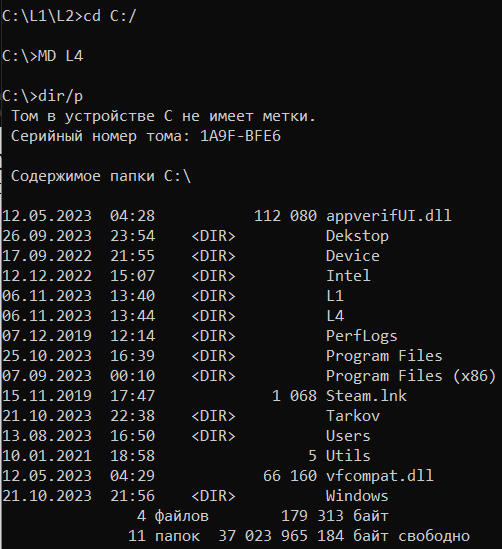 C:\L1\L2>cd C:/
C:\>MD L4
C:\>dir/p
Том в устройстве C не имеет метки.
Серийный номер тома: 1A9F-BFE6
Содержимое папки C:\
12.05.2023  04:28           112 080 appverifUI.dll
26.09.2023  23:54    <DIR>          Dekstop
17.09.2022  21:55    <DIR>          Device
12.12.2022  15:07    <DIR>          Intel
06.11.2023  13:40    <DIR>          L1
06.11.2023  13:44    <DIR>          L4
07.12.2019  12:14    <DIR>          PerfLogs
25.10.2023  16:39    <DIR>          Program Files
07.09.2023  00:10    <DIR>          Program Files (x86)
15.11.2019  17:47             1 068 Steam.lnk
21.10.2023  22:38    <DIR>          Tarkov
13.08.2023  16:50    <DIR>          Users
10.01.2021  18:58                 5 Utils
12.05.2023  04:29            66 160 vfcompat.dll
21.10.2023  21:56    <DIR>          Windows
4 файлов        179 313 байт
11 папок  37 023 965 184 байт свободно